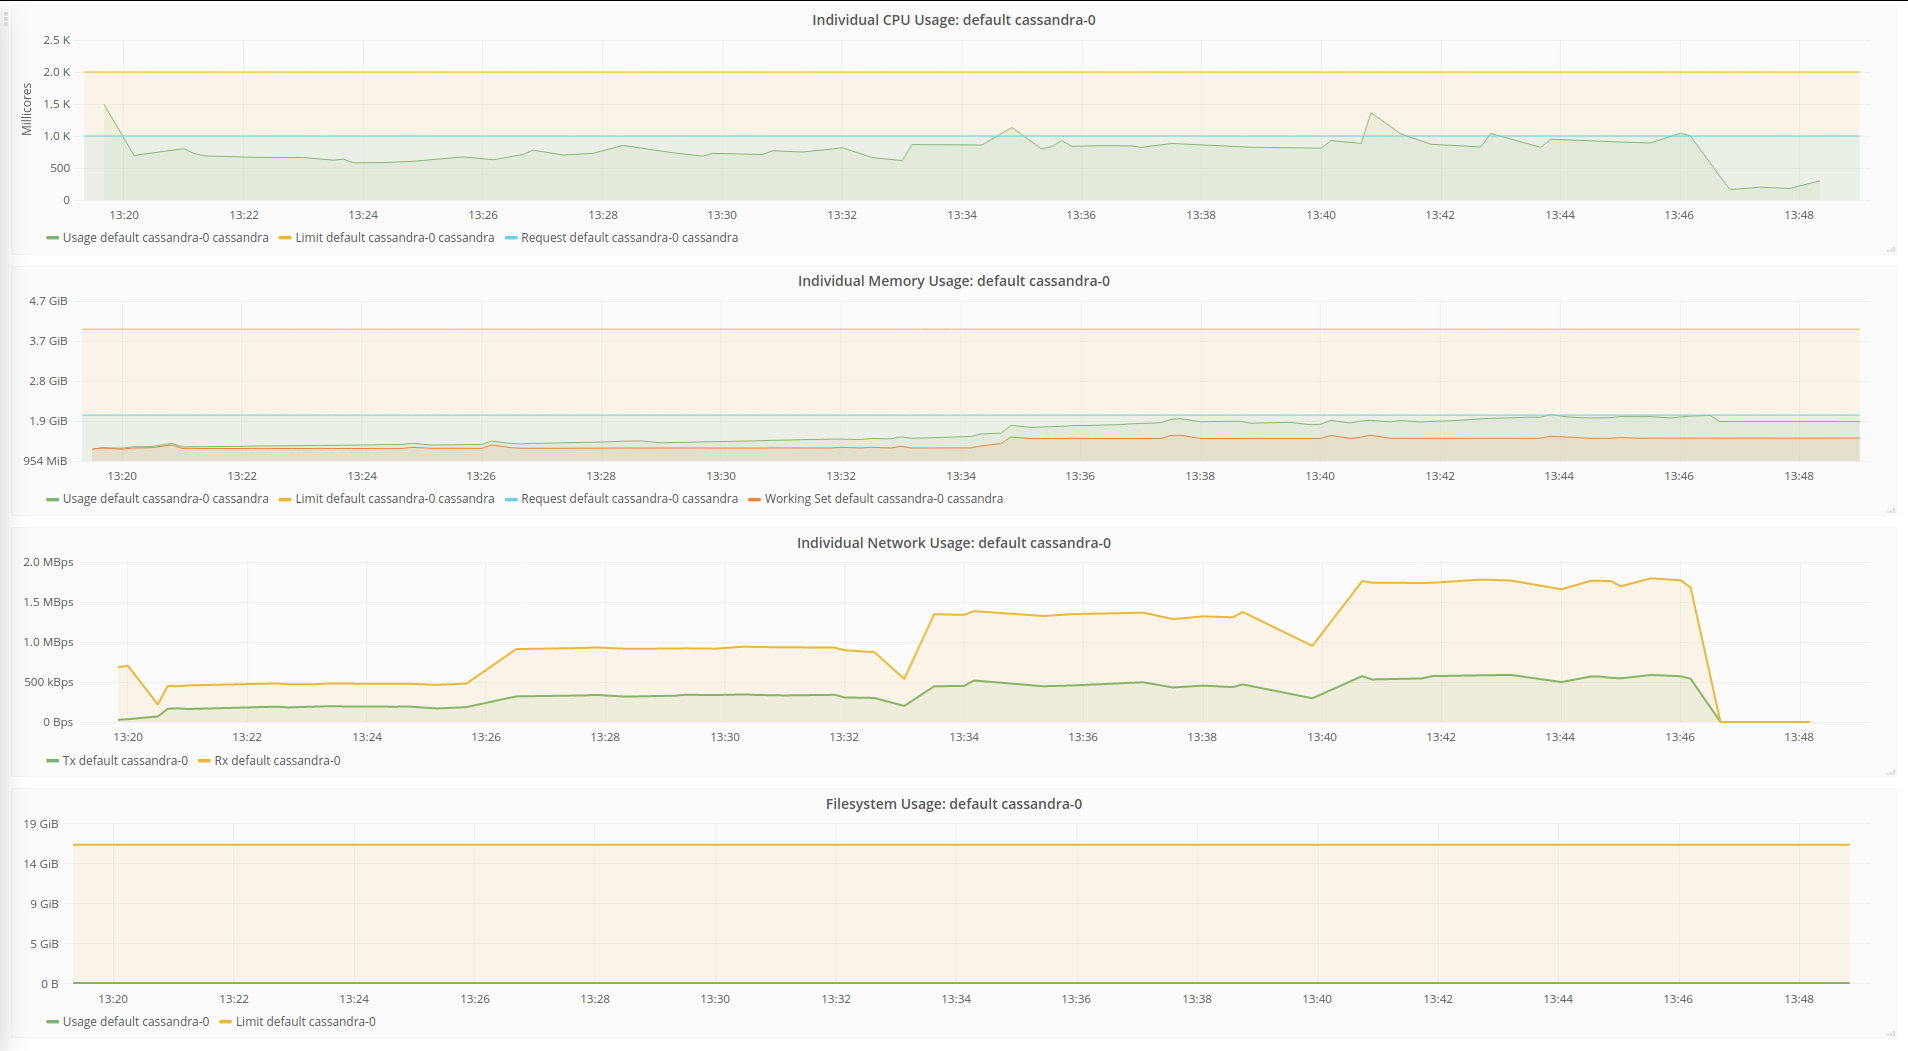 Individual CPU Usage: default cassandra-0
Millicores
2.5 K
2.0 K
1.5 K
1.0 K
500
0
13:20 13:22 13:24 13:26 13:28 13:30 13:32 13:34 13:36 13:38 13:40 13:42 13:44 13:46 13:48
Usage default cassandra-0 cassandra Limit default cassandra-0 cassandra Request default cassandra-0 cassandra
Individual Memory Usage: default cassandra-0
4.7 GiB
3.7 GiB
2.8 GiB
1.9 GiB
954 MiB
13:20 13:22 13:24 13:26 13:28 13:30 13:32 13:34 13:36 13:38 13:40 13:42 13:44 13:46 13:48
Usage default cassandra-0 cassandra Limit default cassandra-0 cassandra Request default cassandra-0 cassandra Working Set default cassandra-0 cassandra
Individual Network Usage: default cassandra-0
2.0 MBps
1.5 MBps
1.0 MBps
500 kBps
0 Bps
13:20 13:22 13:24 13:26 13:28 13:30 13:32 13:34 13:36 13:38 13:40 13:42 13:44 13:46 13:48
Tx default cassandra-0 Rx default cassandra-0
Filesystem Usage: default cassandra-0
19 GiB
14 GiB
9 GiB
5 GiB
0 B
13:20 13:22 13:24 13:26 13:28 13:30 13:32 13:34 13:36 13:38 13:40 13:42 13:44 13:46 13:48
Usage default cassandra-0 Limit default cassandra-0